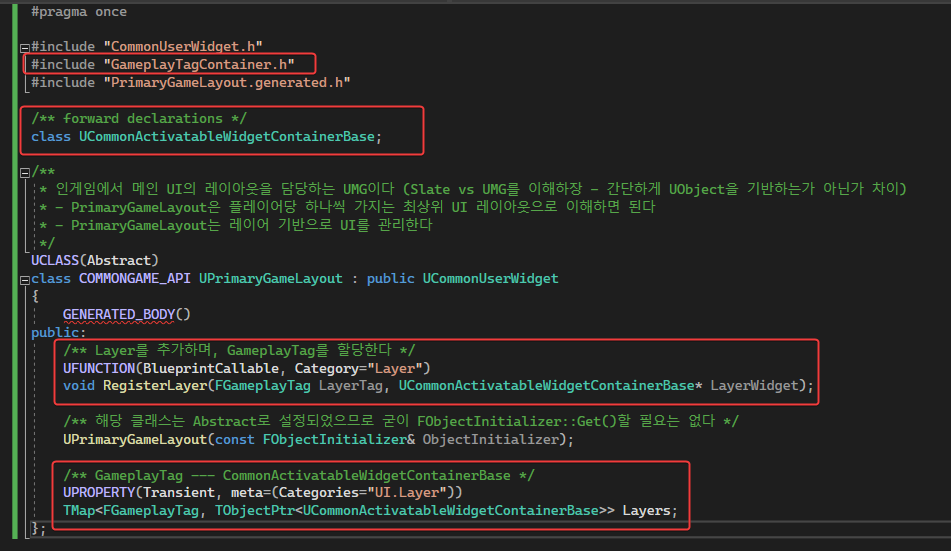 #pragma once
#include "CommonUserWidget.h"
#include "GameplayTagContainer.h"
#include "PrimaryGameLayout.generated.h"
/** forward declarations */
class UCommonActivatableWidgetContainerBase;
/**
* 인게임에서 메인 UI의 레이아웃을 담당하는 UMG이다 (Slate vs UMG를 이해하장 - 간단하게 UObject을 기반하는가 아닌가 차이)
* - PrimaryGameLayout은 플레이어당 하나씩 가지는 최상위 UI 레이아웃으로 이해하면 된다
* - PrimaryGameLayout는 레이어 기반으로 UI를 관리한다
*/
UCLASS(Abstract)
class COMMONGAME_API UPrimaryGameLayout : public UCommonUserWidget
{
GENERATED_BODY()
public:
/** Layer를 추가하며, GameplayTag를 할당한다 */
UFUNCTION(BlueprintCallable, Category="Layer")
void RegisterLayer(FGameplayTag LayerTag, UCommonActivatableWidgetContainerBase* LayerWidget);
/** 해당 클래스는 Abstract로 설정되었으므로 굳이 FObjectInitializer::Get()할 필요는 없다 */
UPrimaryGameLayout(const FObjectInitializer& ObjectInitializer);
/** GameplayTag --- CommonActivatableWidgetContainerBase */
UPROPERTY(Transient, meta=(Categories="UI.Layer"))
TMap<FGameplayTag, TObjectPtr<UCommonActivatableWidgetContainerBase>> Layers;
};